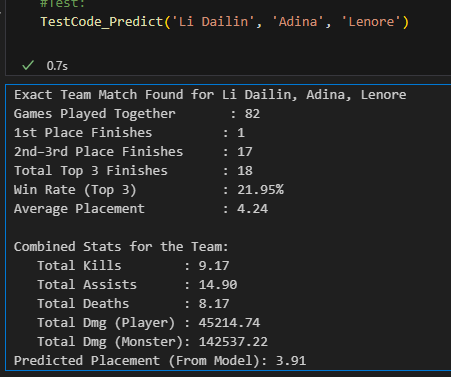 #Test:
TestCode_Predict('Li Dailin', 'Adina', 'Lenore')
0.7s
Exact Team Match Found for Li Dailin, Adina, Lenore
Games Played Together       : 82
1st Place Finishes         : 1
2nd–3rd Place Finishes     : 17
Total Top 3 Finishes       : 18
Win Rate (Top 3)           : 21.95%
Average Placement          : 4.24
Combined Stats for the Team:
   Total Kills        : 9.17
   Total Assists      : 14.90
   Total Deaths       : 8.17
   Total Dmg (Player) : 45214.74
   Total Dmg (Monster): 142537.22
Predicted Placement (From Model): 3.91